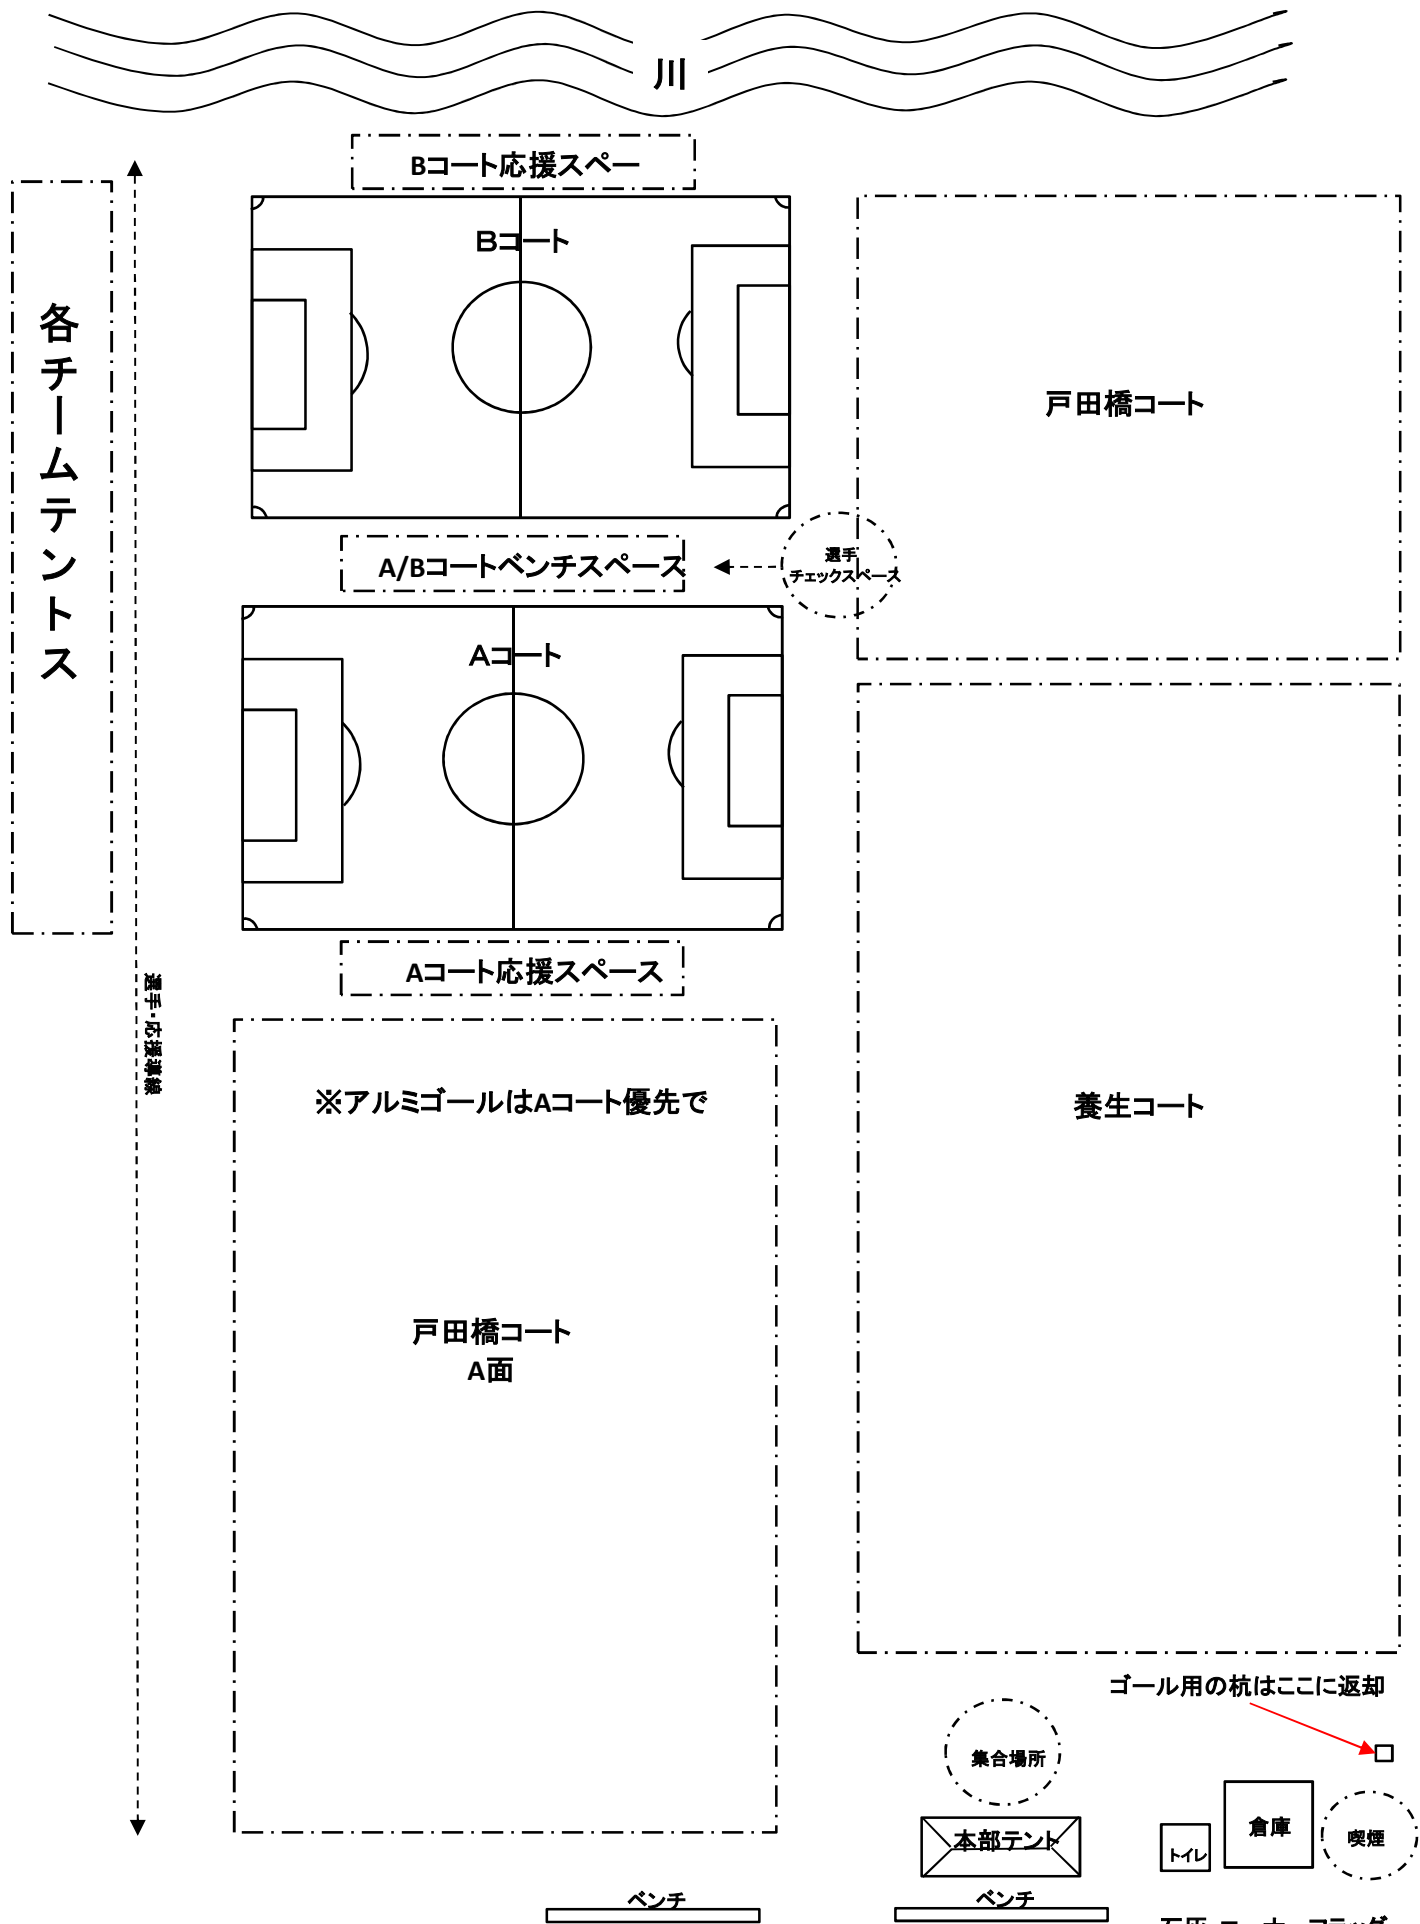 川
Bコート応援スペー
Bコート
各チームテントス
戸田橋コート
A/Bコートベンチスペース
選手
チェックスペース
Aコート
Aコート応援スペース
選手・応援導線
※アルミゴールはAコート優先で
養生コート
戸田橋コート
A面
ゴール用の杭はここに返却
集合場所
本部テント
トイレ
倉庫
喫煙
ベンチ
ベンチ